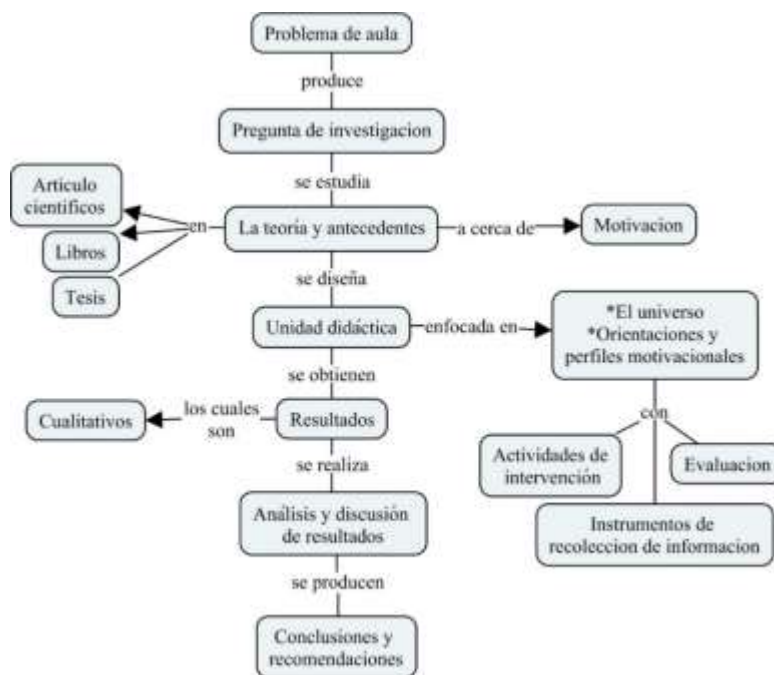 Problema de aula
produce
Pregunta de investigacion
se estudia
Articulo
cientificos
Libros
Tesis
en
La teoría y antecedentes
a cerca de
Motivacion
se diseña
Unidad didáctica
enfocada en
*El universo
*Orientaciones y
perfiles motivacionales
se obtienen
Cualitativos
los cuales
son
Resultados
con
Actividades de
intervención
Evaluacion
Instrumentos de
recoleccion de informacion
se realiza
Análisis y discusión
de resultados
se producen
Conclusiones y
recomendaciones